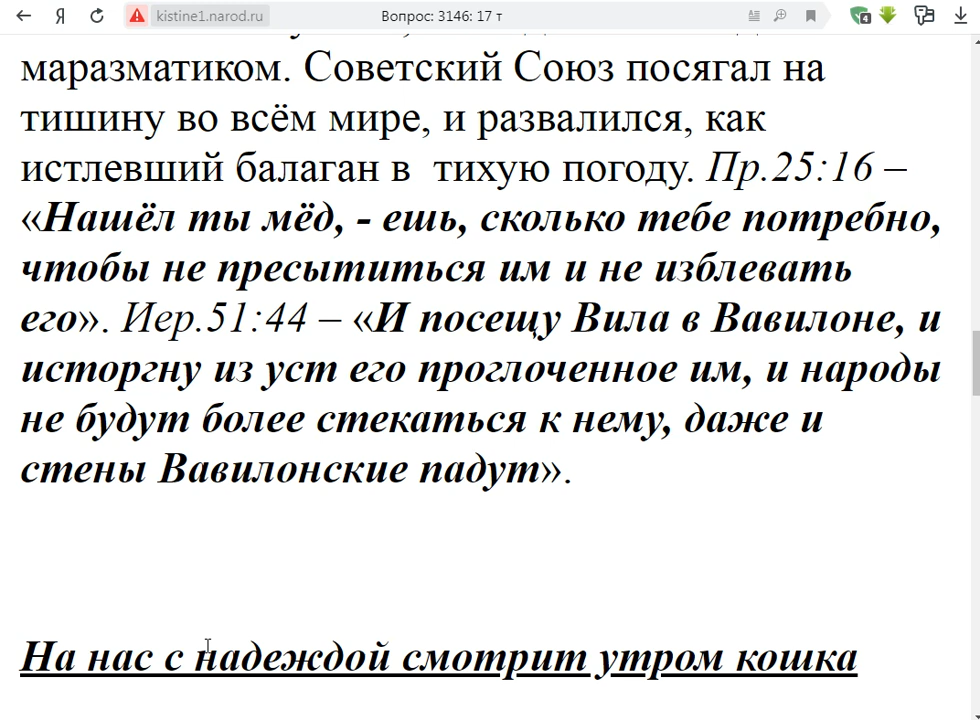 kistine1.narod.ru
Вопрос: 3146: 17 т
4
маразматиком. Советский Союз посягал на
тишину во всём мире, и развалился, как
истлевший балаган в тихую погоду. Пр.25:16 –
«Нашёл ты мёд, - ешь, сколько тебе потребно,
чтобы не пресытиться им и не изблевать
его». Иер.51:44 – «И посещу Вила в Вавилоне, и
исторгну из уст его проглоченное им, и народы
не будут более стекаться к нему, даже и
стены Вавилонские падут».
На нас с надеждой смотрит утром кошка